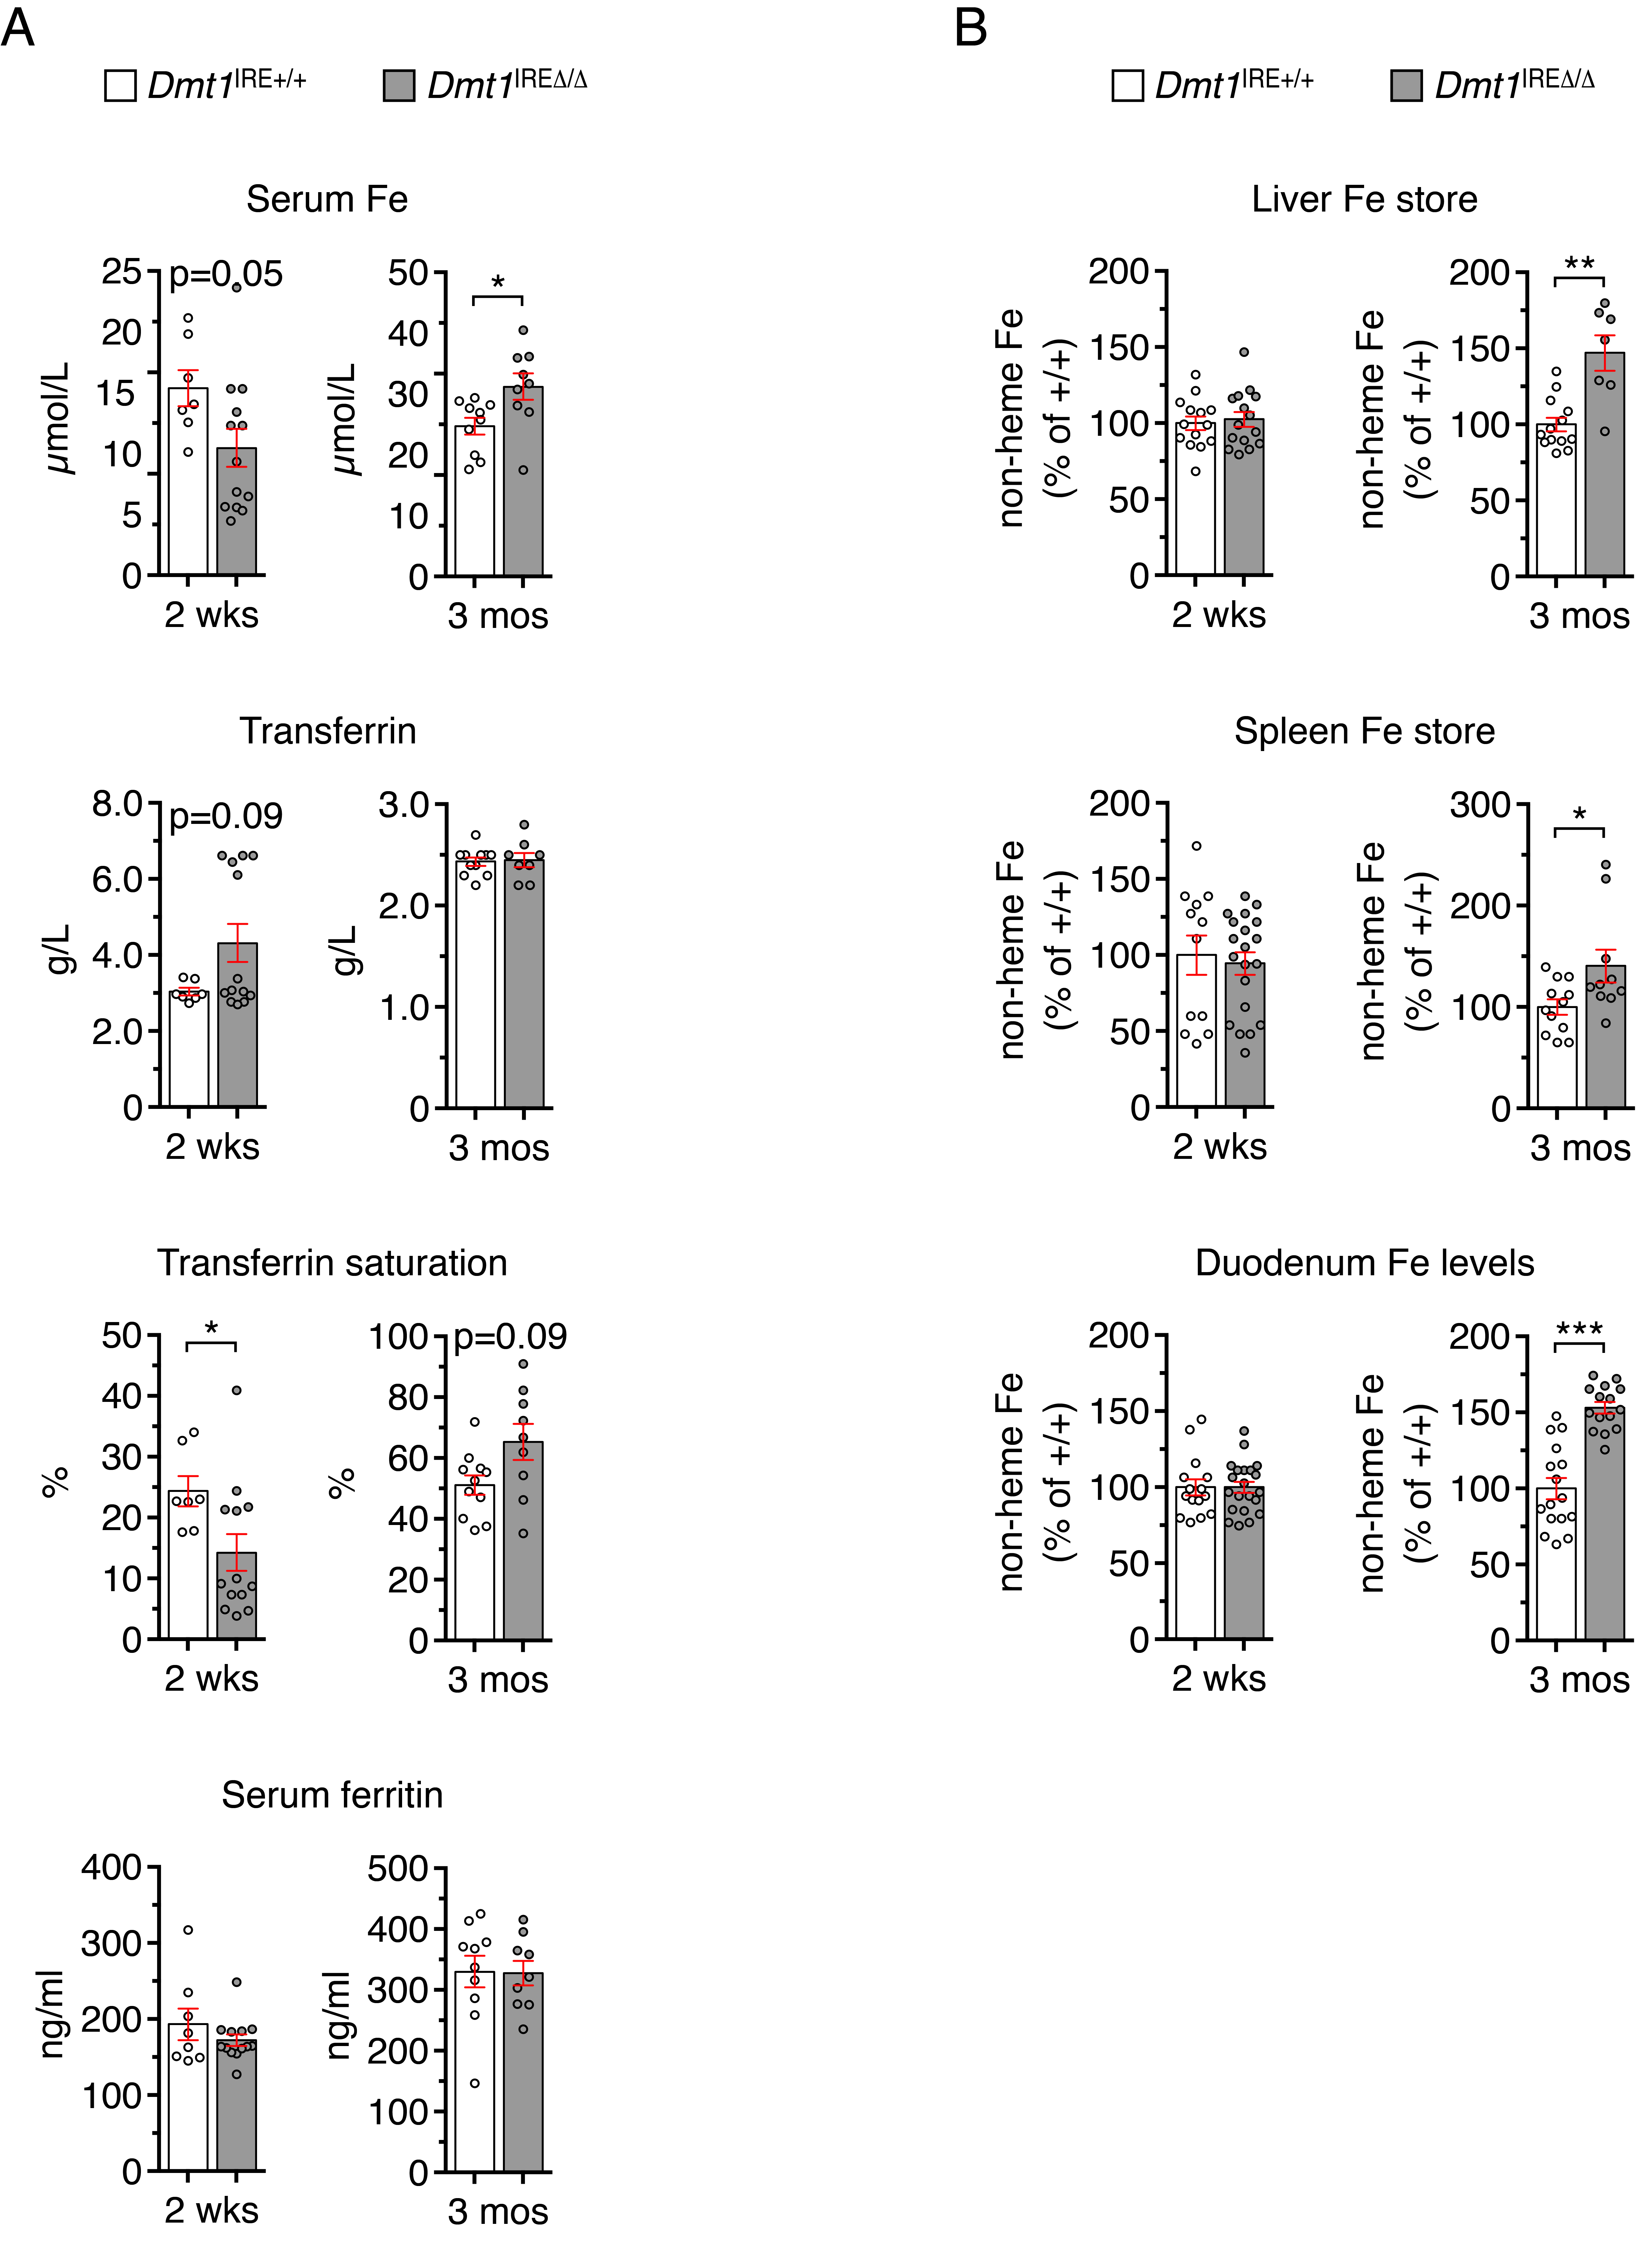 A
B
Dmt1IRE+/+
Dmt1IREΔ/Δ
Dmt1IRE+/+
Dmt1IREΔ/Δ
Serum Fe
µmol/L
25
20
15
10
5
0
p=0.05
2 wks
µmol/L
50
40
30
20
10
0
*
3 mos
Transferrin
g/L
8.0
6.0
4.0
2.0
0
p=0.09
2 wks
g/L
3.0
2.0
1.0
0
3 mos
Transferrin saturation
%
50
40
30
20
10
0
*
2 wks
%
100
80
60
40
20
0
p=0.09
3 mos
Serum ferritin
ng/ml
400
300
200
100
0
2 wks
ng/ml
500
400
300
200
100
0
3 mos
Liver Fe store
non-heme Fe
(% of +/+)
200
150
100
50
0
2 wks
non-heme Fe
(% of +/+)
200
150
100
50
0
**
3 mos
Spleen Fe store
non-heme Fe
(% of +/+)
200
150
100
50
0
2 wks
non-heme Fe
(% of +/+)
300
200
100
0
*
3 mos
Duodenum Fe levels
non-heme Fe
(% of +/+)
200
150
100
50
0
2 wks
non-heme Fe
(% of +/+)
200
150
100
50
0
***
3 mos